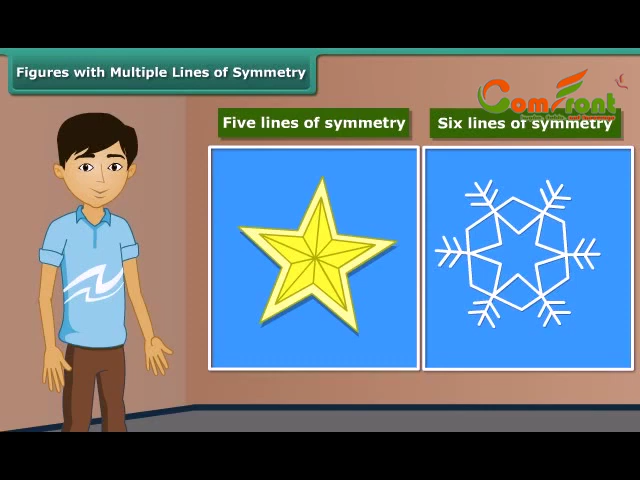 Figures with Multiple Lines of Symmetry
ComFront
Five lines of symmetry
Six lines of symmetry